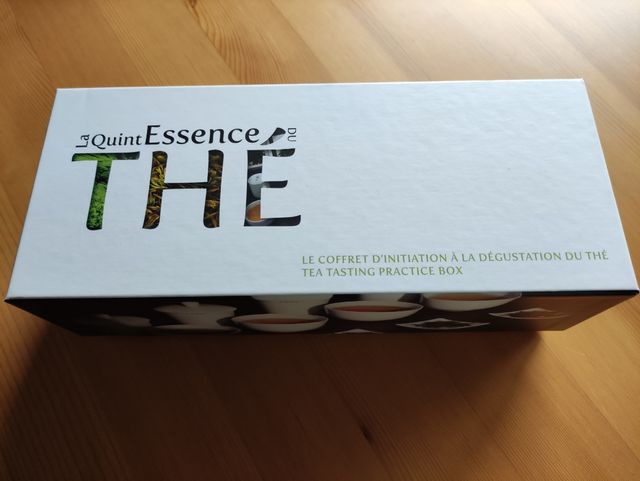 La Quint Essence DU
THÉ
LE COFFRET D'INITIATION À LA DÉGUSTATION DU THÉ
TEA TASTING PRACTICE BOX